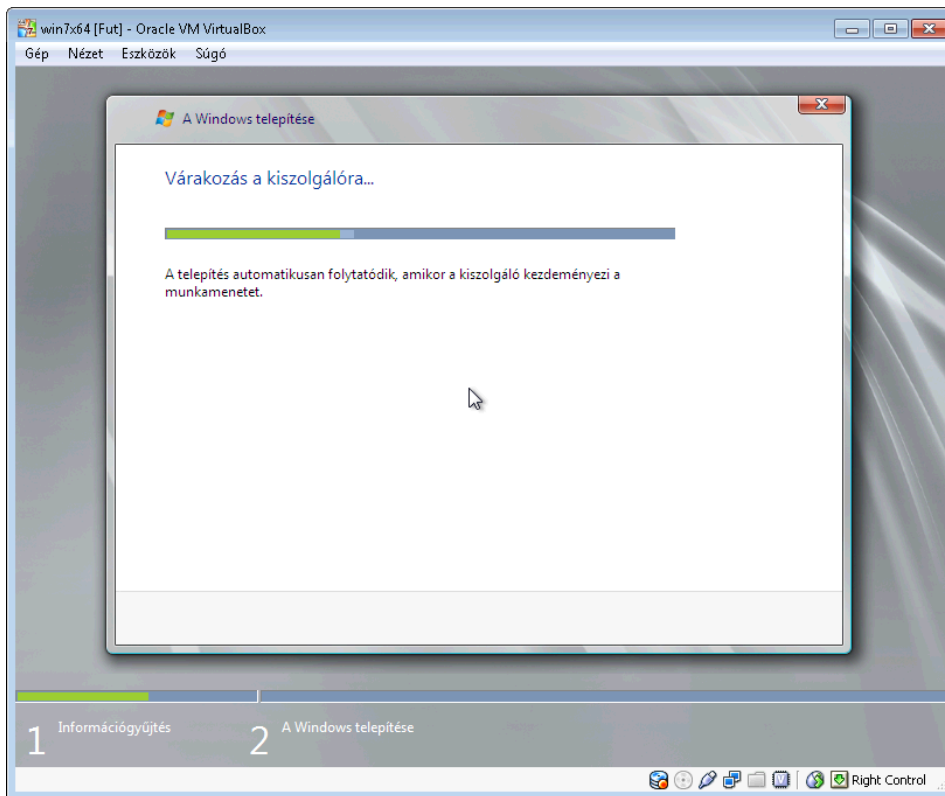 win7x64 [Fut] - Oracle VM VirtualBox
Gép Nézet Eszközök Súgó
A Windows telepítése
Várakozás a kiszolgálóra...
A telepítés automatikusan folytatódik, amikor a kiszolgáló kezdeményezi a
munkamenetet.
1 Információgyűjtés 2 A Windows telepítése
Right Control